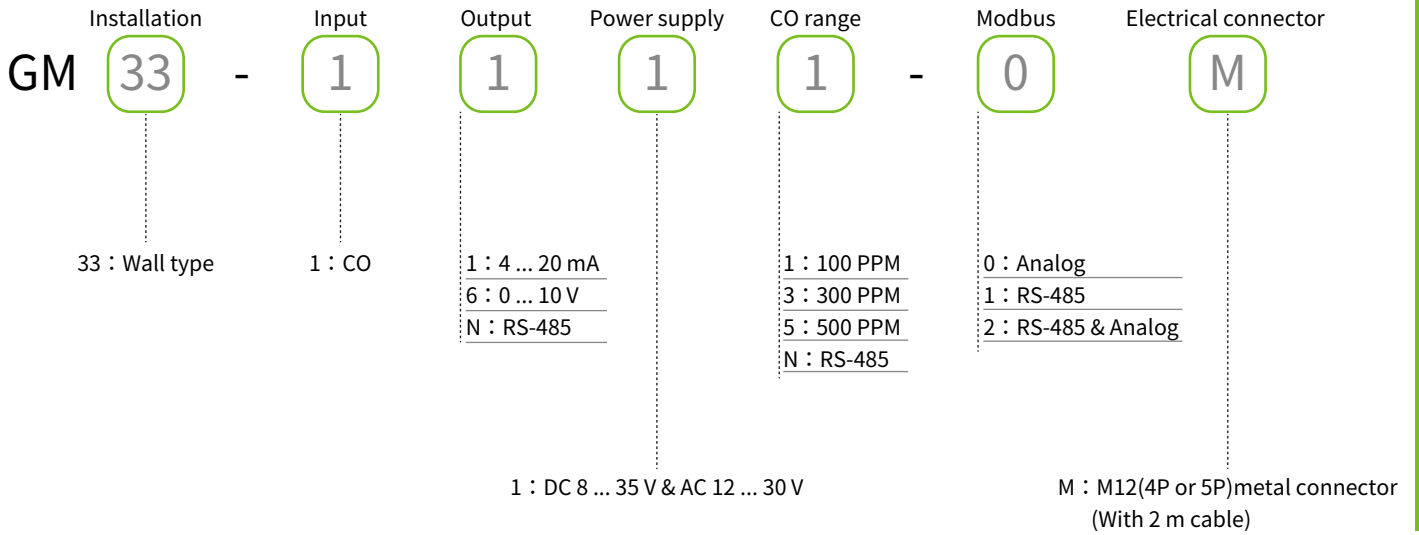 Installation Input Output Power supply CO range Modbus Electrical connector
GM 33 - 1 1 1 1 - 0 M
33：Wall type 1：CO 1：4 ... 20 mA 1：100 PPM 0：Analog
6：0 ... 10 V 3：300 PPM 1：RS-485
N：RS-485 5：500 PPM 2：RS-485 & Analog
N：RS-485
1：DC 8 ... 35 V & AC 12 ... 30 V M：M12(4P or 5P)metal connector
(With 2 m cable)